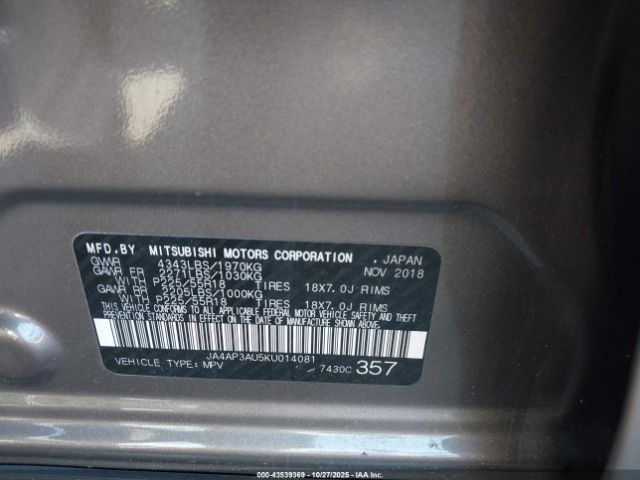 MFD.BY MITSUBISHI MOTORS CORPORATION , JAPAN
GVWR 4343LBS/1970KG NOV 2018
GAWR FR 2271LBS/1030KG
WITH P225/55R18 TIRES 18X7.0J RIMS
GAWR RR 2205LBS/1000KG
WITH P225/55R18 TIRES 18X7.0J RIMS
THIS VEHICLE CONFORMS TO ALL APPLICABLE FEDERAL MOTOR VEHICLE SAFETY AND THEFT
PREVENTION STANDARDS IN EFFECT ON THE DATE OF MANUFACTURE SHOWN ABOVE.
JA4AP3AU5KU014081
VEHICLE TYPE: MPV 7430C 357
000-43539369 - 10/27/2025 - IAA